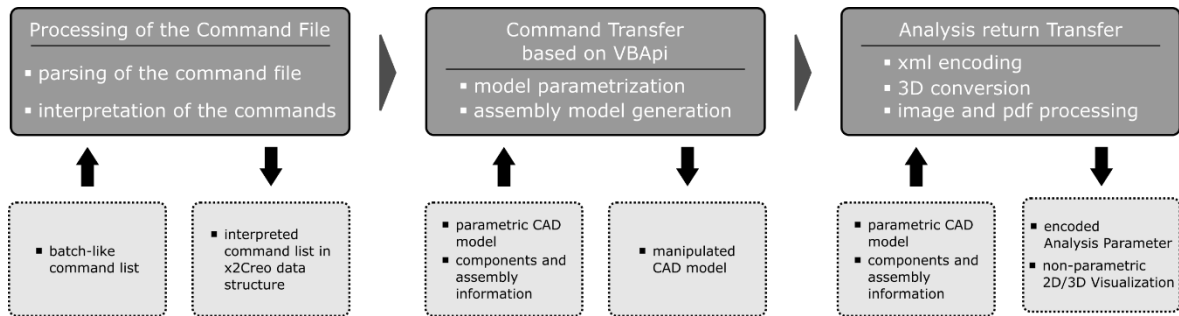 Processing of the Command File
▪ parsing of the command file
▪ interpretation of the commands
Command Transfer
based on VBApi
▪ model parametrization
▪ assembly model generation
Analysis return Transfer
▪ xml encoding
▪ 3D conversion
▪ image and pdf processing
▪ batch-like
command list
▪ interpreted
command list in
x2Creo data
structure
▪ parametric CAD
model
▪ components and
assembly
information
▪ manipulated
CAD model
▪ parametric CAD
model
▪ components and
assembly
information
▪ encoded
Analysis Parameter
▪ non-parametric
2D/3D Visualization